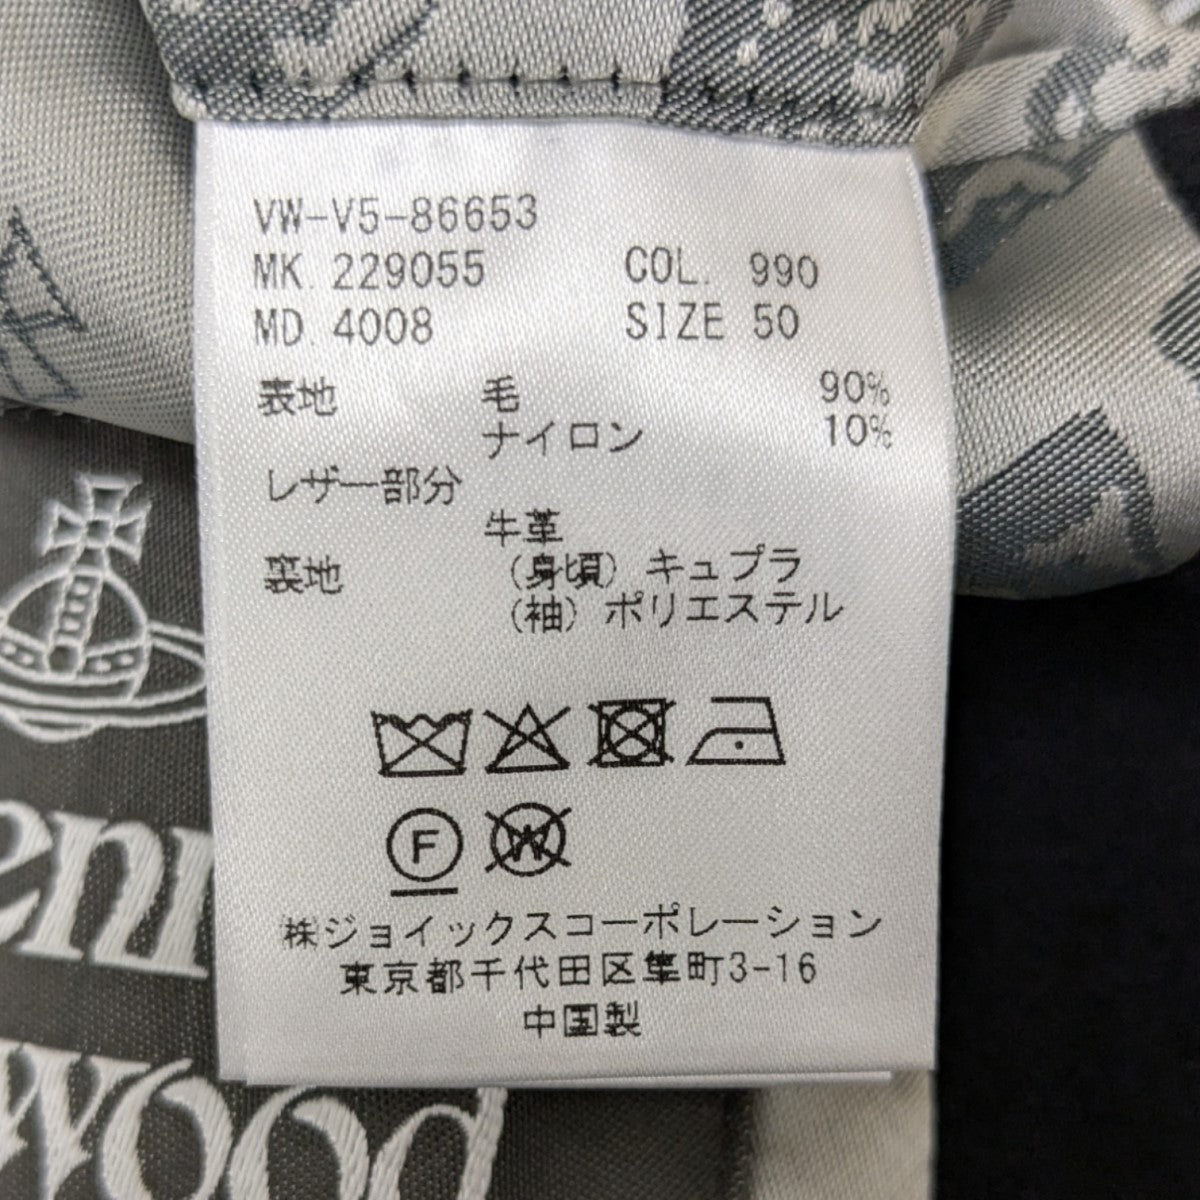 VW-V5-86653
MK. 229055 COL. 990
MD. 4008 SIZE 50
表地 毛 90%
ナイロン 10%
レザー部分
牛革
裏地 (身頃) キュプラ
(袖) ポリエステル
F W
㈱ジョイックスコーポレーション
東京都千代田区隼町3-16
中国製
enn
wood